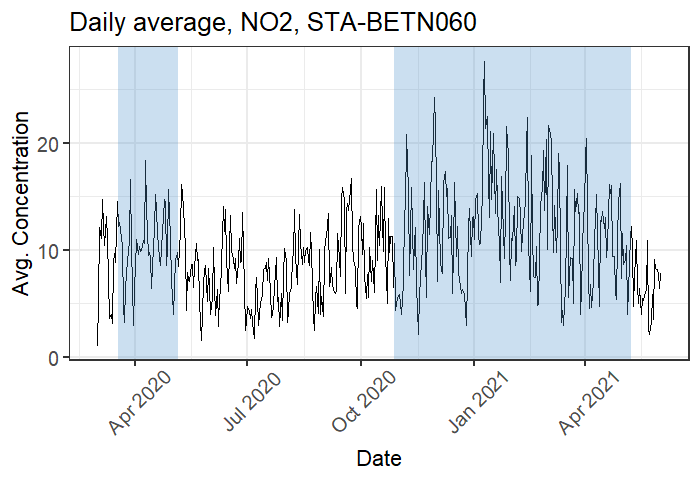 Daily average, NO2, STA-BETN060
Avg. Concentration
20
10
0
Apr 2020
Jul 2020
Oct 2020
Jan 2021
Apr 2021
Date